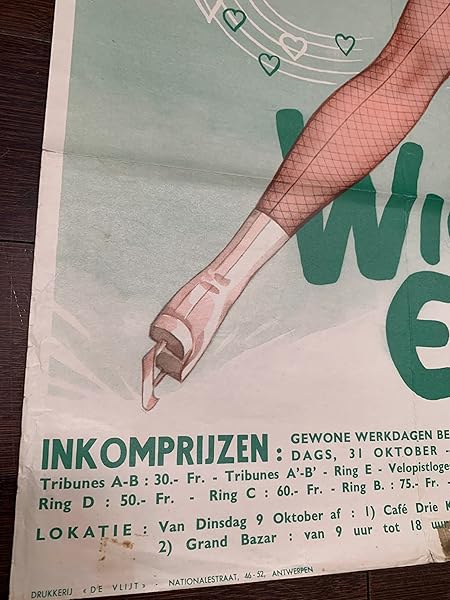 Wi
E
INKOMPRIJZEN : GEWONE WERKDAGEN BE
DAGS, 31 OKTOBER -
Tribunes A-B : 30.- Fr. - Tribunes A'-B' - Ring E - Velopistloge
Ring D : 50.- Fr. - Ring C : 60.- Fr. - Ring B. : 75.- Fr. -
LOKATIE : Van Dinsdag 9 Oktober af : 1) Café Drie K
2) Grand Bazar : van 9 uur tot 18 uur
DRUKKERIJ « DE VLIJT » - NATIONALESTRAAT, 46-52, ANTWERPEN